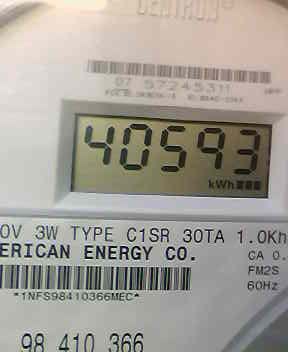 CENTRON®
07 57245311
40593
kWh
0V 3W TYPE C1SR 30TA 1.0Kh
ERICAN ENERGY CO.
CA 0.
FM2S
60Hz
*1NFS98410366MEC*
98 410 366